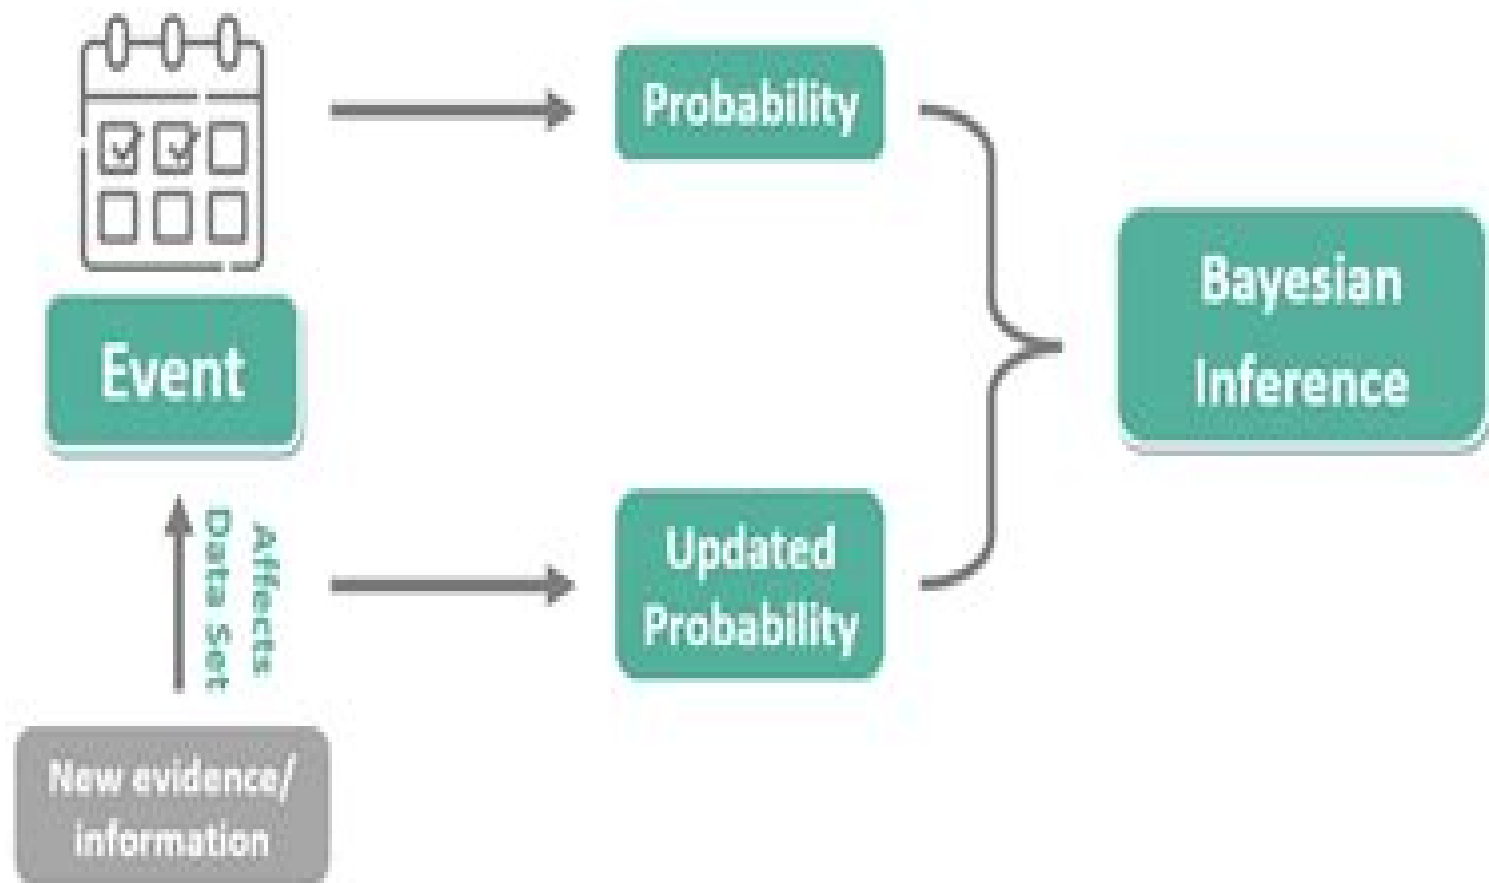 Probability
Event
Bayesian
Inference
Affects
Data Set
Updated
Probability
New evidence/
information